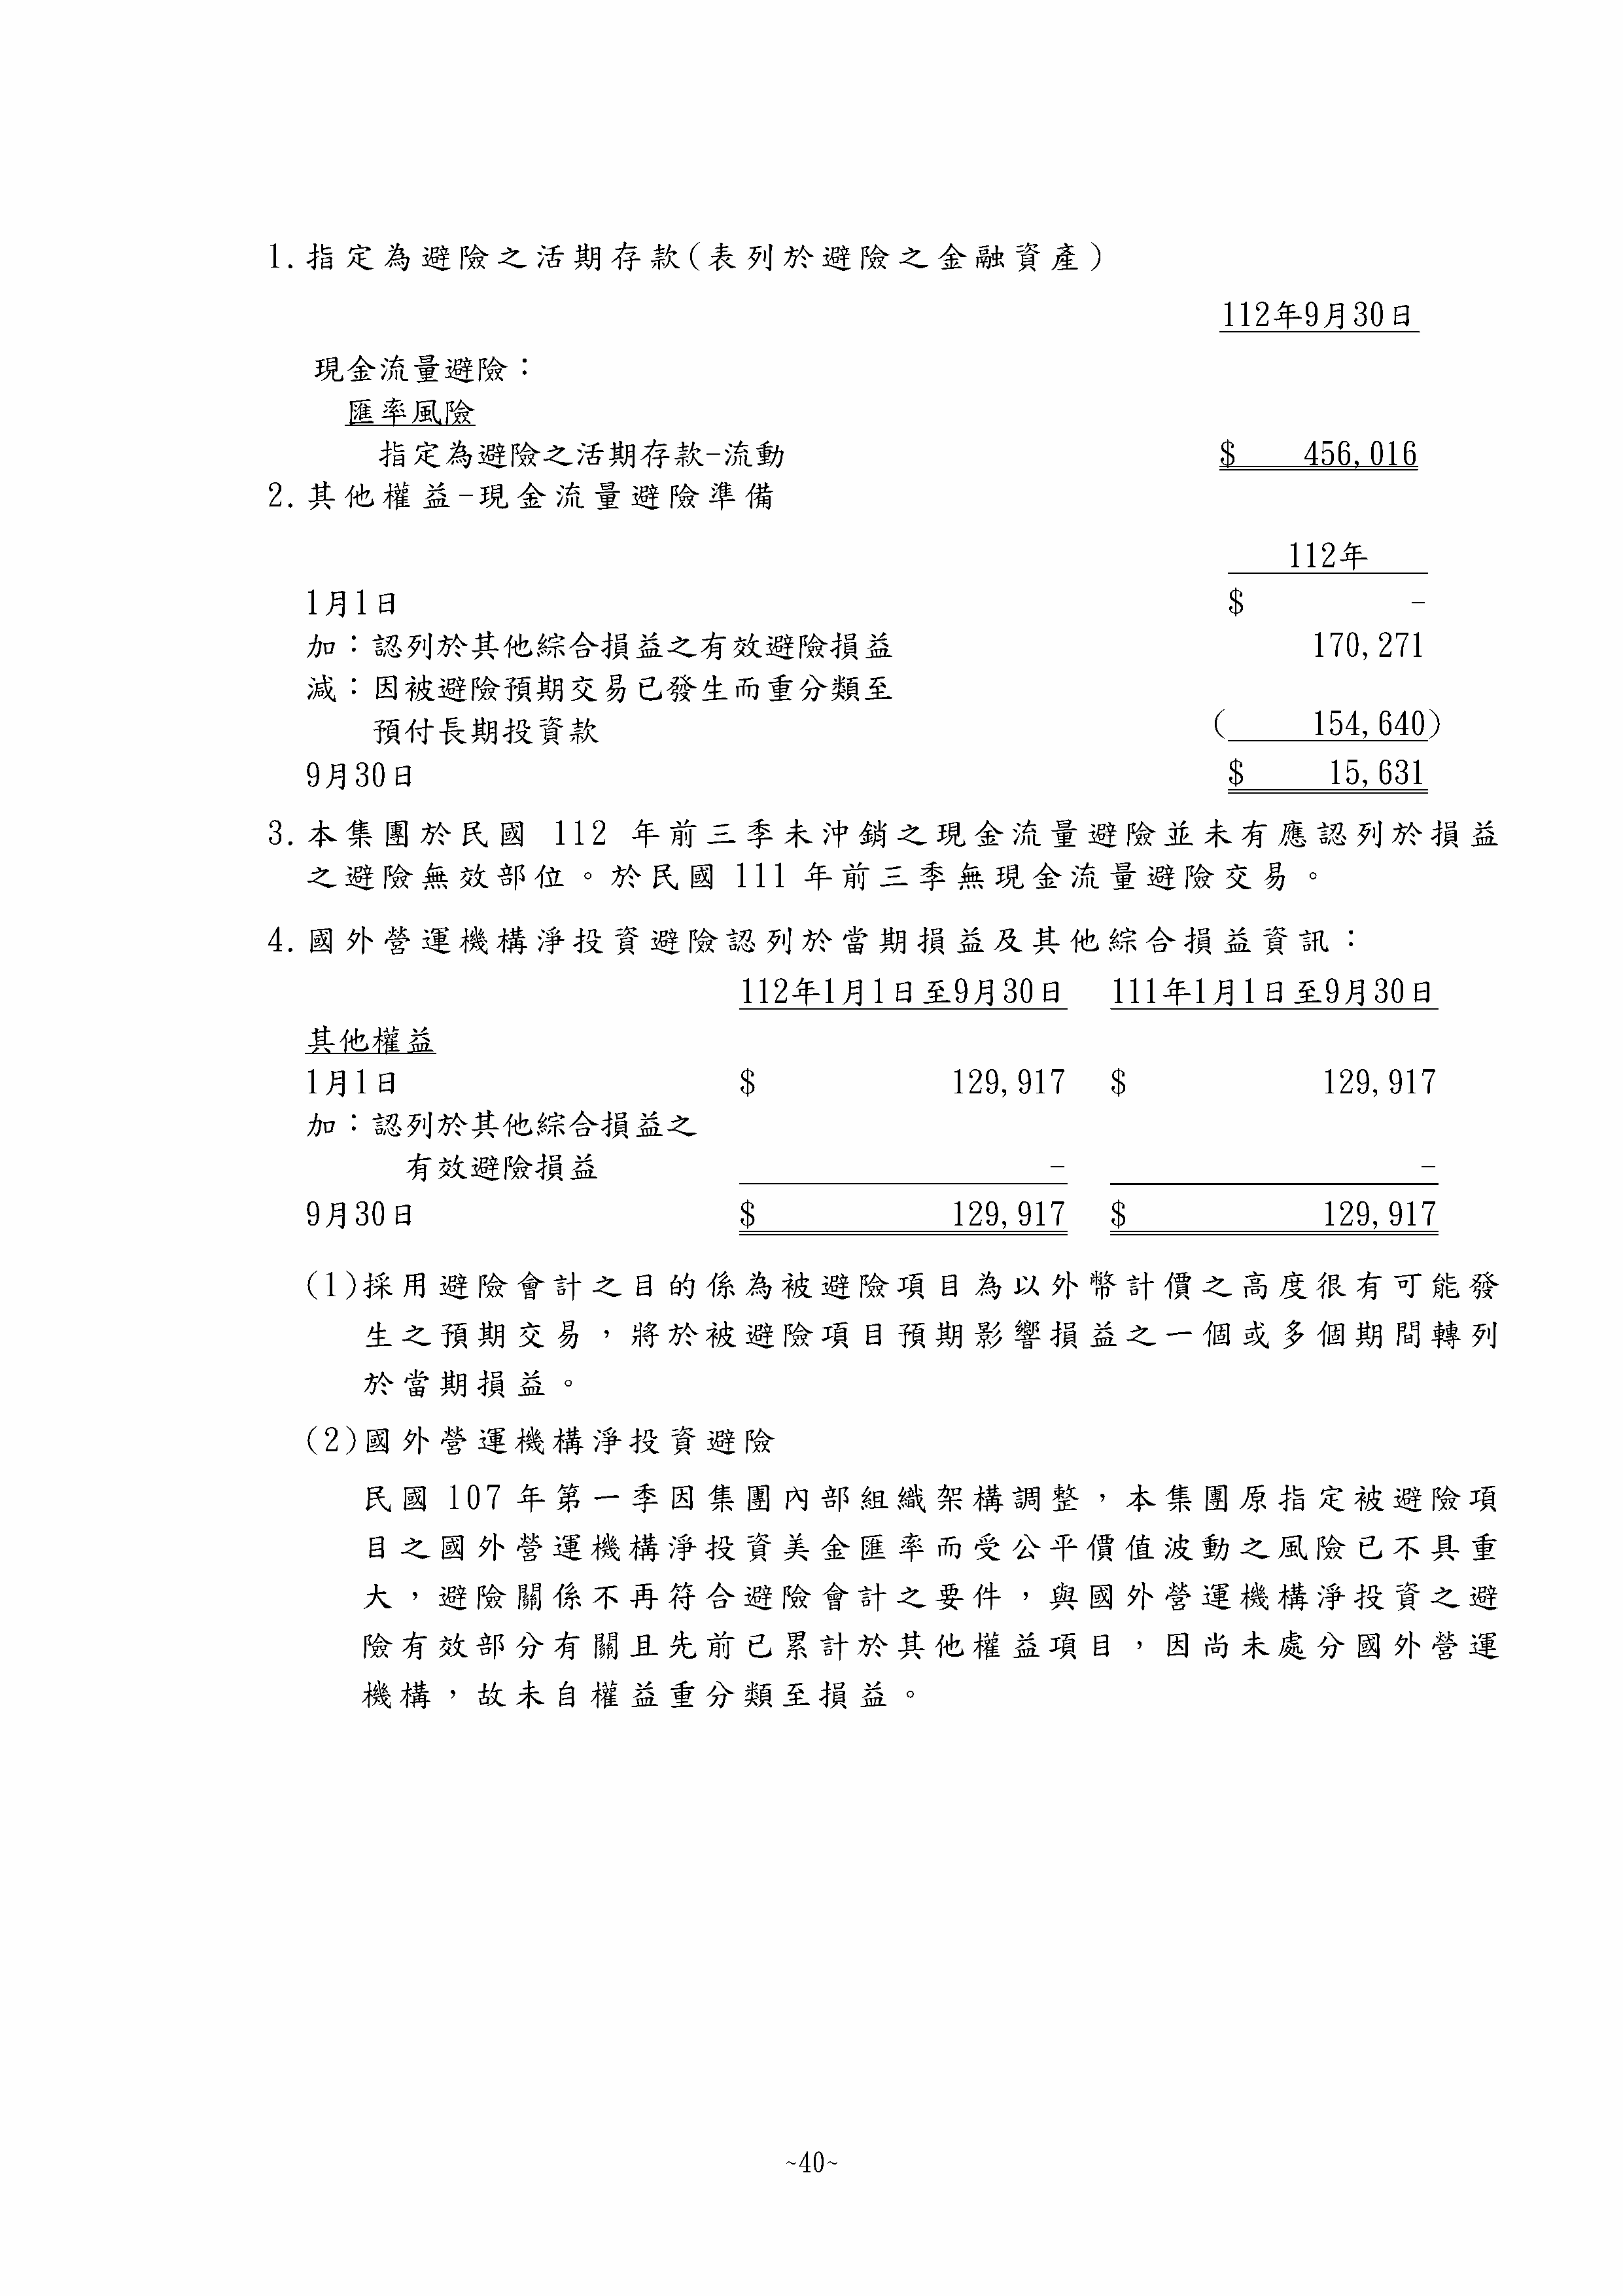 1.指定為避險之活期存款(表列於避險之金融資產)
112年9月30日
現金流量避險：
匯率風險
指定為避險之活期存款-流動 $ 456,016
2.其他權益-現金流量避險準備
112年
1月1日 $ -
加：認列於其他綜合損益之有效避險損益 170,271
減：因被避險預期交易已發生而重分類至
預付長期投資款 ( 154,640)
9月30日 $ 15,631
3.本集團於民國 112 年前三季未沖銷之現金流量避險並未有應認列於損益
之避險無效部位。於民國 111 年前三季無現金流量避險交易。
4.國外營運機構淨投資避險認列於當期損益及其他綜合損益資訊：
112年1月1日至9月30日 111年1月1日至9月30日
其他權益
1月1日 $ 129,917 $ 129,917
加：認列於其他綜合損益之
有效避險損益 - -
9月30日 $ 129,917 $ 129,917
(1)採用避險會計之目的係為被避險項目為以外幣計價之高度很有可能發
生之預期交易，將於被避險項目預期影響損益之一個或多個期間轉列
於當期損益。
(2)國外營運機構淨投資避險
民國 107 年第一季因集團內部組織架構調整，本集團原指定被避險項
目之國外營運機構淨投資美金匯率而受公平價值波動之風險已不具重
大，避險關係不再符合避險會計之要件，與國外營運機構淨投資之避
險有效部分有關且先前已累計於其他權益項目，因尚未處分國外營運
機構，故未自權益重分類至損益。
~40~